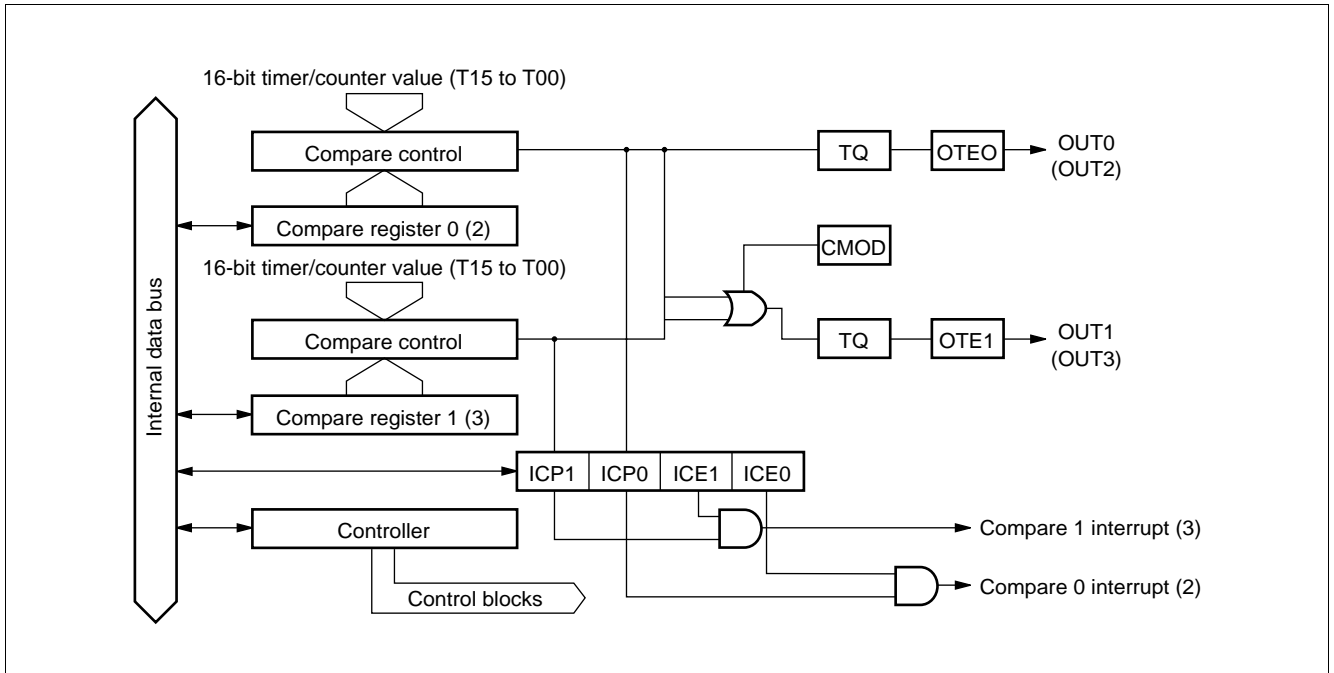 16-bit timer/counter value (T15 to T00)
Compare control
TQ
OTEO
OUT0
(OUT2)
Compare register 0 (2)
CMOD
16-bit timer/counter value (T15 to T00)
Internal data bus
Compare control
TQ
OTE1
OUT1
(OUT3)
Compare register 1 (3)
ICP1 ICP0 ICE1 ICE0
Controller
Compare 1 interrupt (3)
Control blocks
Compare 0 interrupt (2)